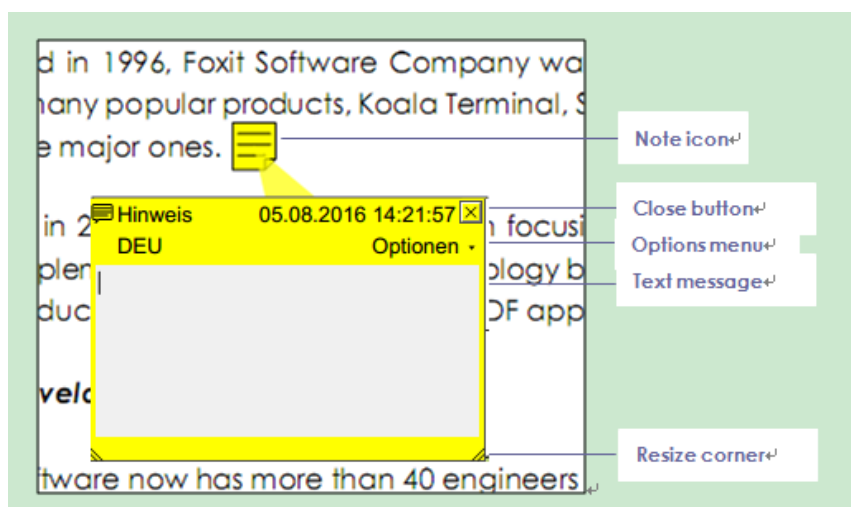 d in 1996, Foxit Software Company wa
any popular products, Koala Terminal, S
e major ones.
Note icon
Hinweis 05.08.2016 14:21:57
DEU Optionen
in 2 focusi
plem ology b
duc DF app
velo
tware now has more than 40 engineers
Close button
Options menu
Text message
Resize corner